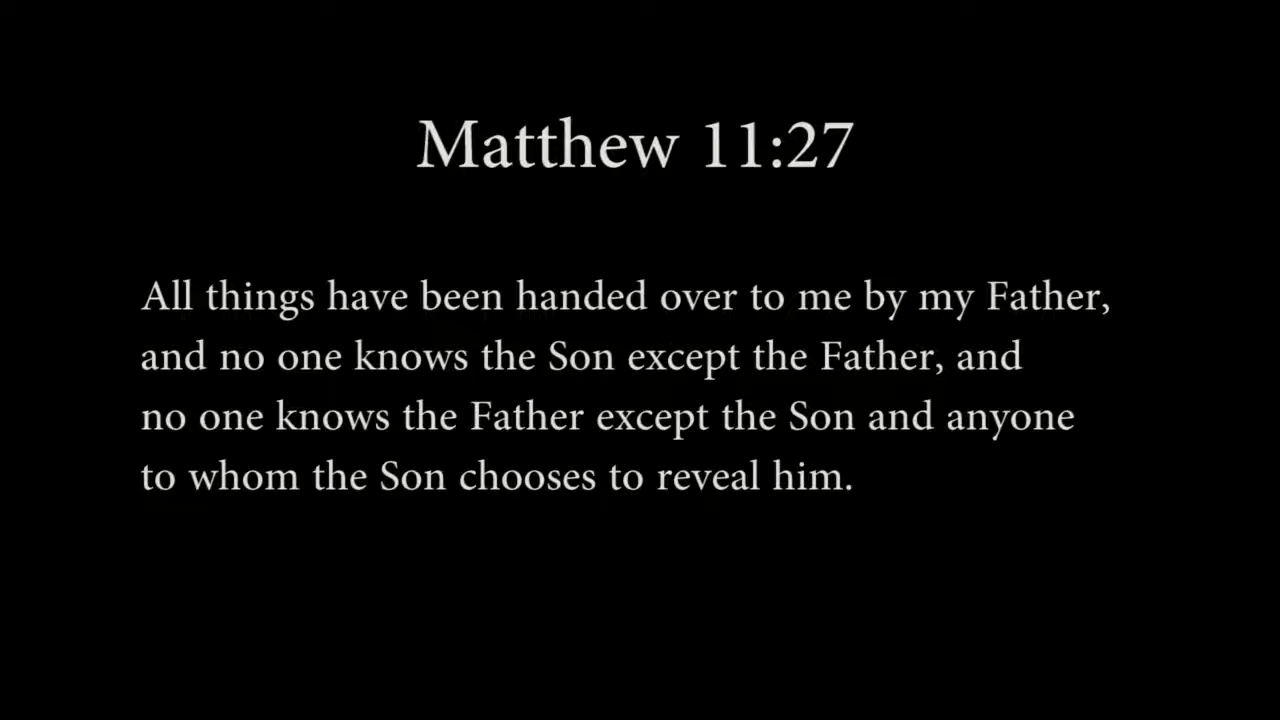 Matthew 11:27
All things have been handed over to me by my Father,
and no one knows the Son except the Father, and
no one knows the Father except the Son and anyone
to whom the Son chooses to reveal him.